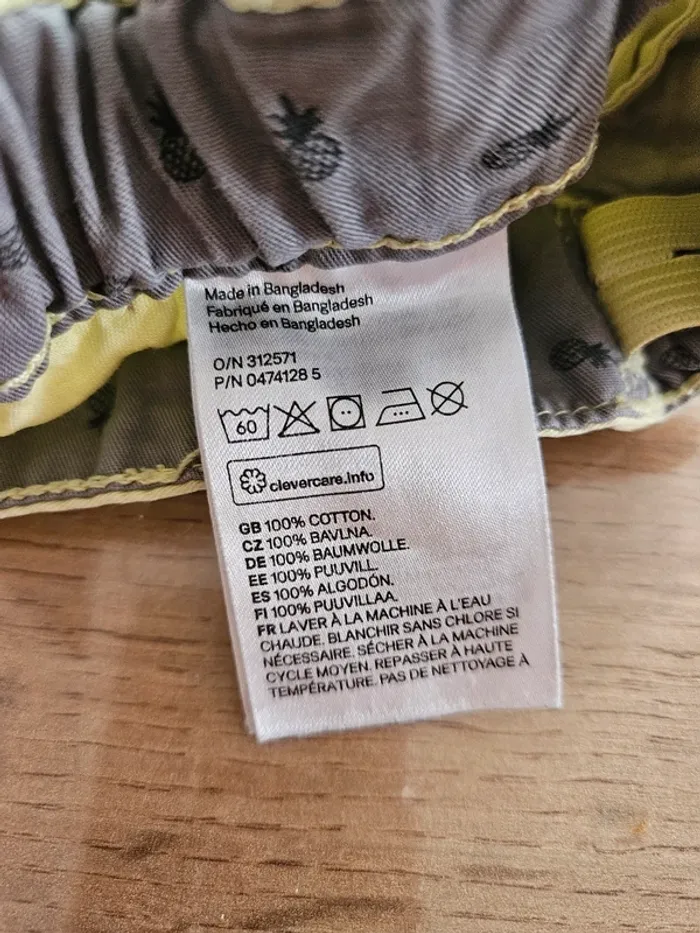 Made in Bangladesh
Fabriqué en Bangladesh
Hecho en Bangladesh
O/N 312571
P/N 0474128 5
60
clevercare.info
GB 100% COTTON.
CZ 100% BAVLNA.
DE 100% BAUMWOLLE.
EE 100% PUUVILL.
ES 100% ALGODÓN.
FI 100% PUUVILLAA.
FR LAVER À LA MACHINE À L'EAU
CHAUDE. BLANCHIR SANS CHLORE SI
NÉCESSAIRE. SÉCHER À LA MACHINE
CYCLE MOYEN. REPASSER À HAUTE
TEMPÉRATURE. PAS DE NETTOYAGE À